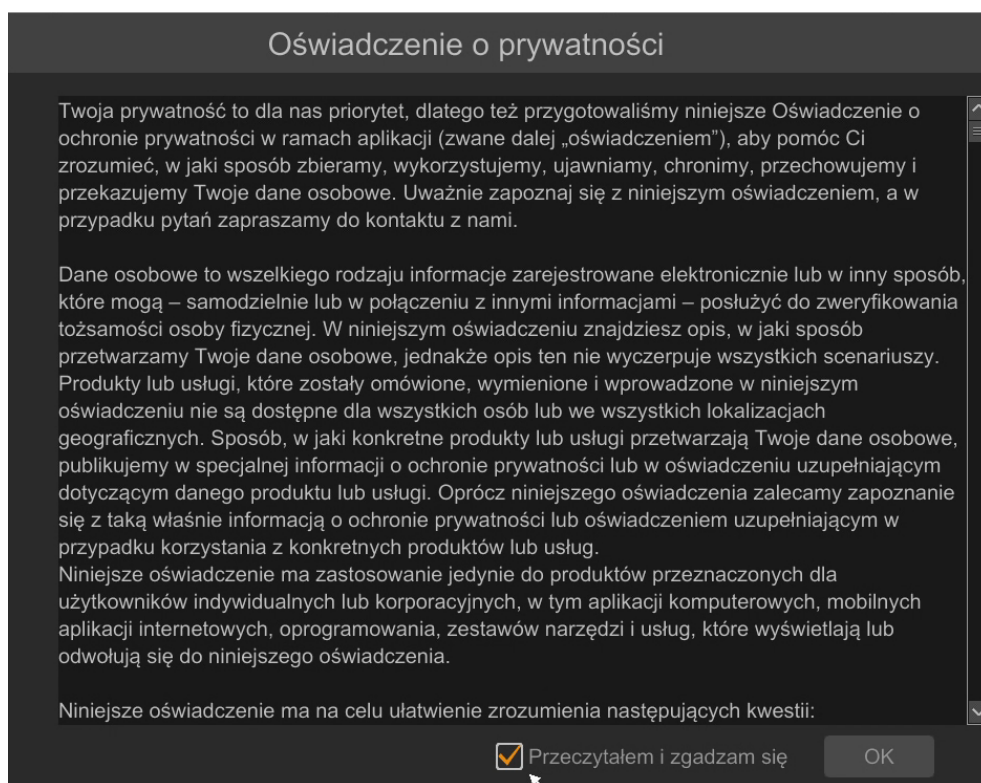 Oświadczenie o prywatności
Twoja prywatność to dla nas priorytet, dlatego też przygotowaliśmy niniejsze Oświadczenie o
ochronie prywatności w ramach aplikacji (zwane dalej „oświadczeniem”), aby pomóc Ci
zrozumieć, w jaki sposób zbieramy, wykorzystujemy, ujawniamy, chronimy, przechowujemy i
przekazujemy Twoje dane osobowe. Uważnie zapoznaj się z niniejszym oświadczeniem, a w
przypadku pytań zapraszamy do kontaktu z nami.
Dane osobowe to wszelkiego rodzaju informacje zarejestrowane elektronicznie lub w inny sposób,
które mogą – samodzielnie lub w połączeniu z innymi informacjami – posłużyć do zweryfikowania
tożsamości osoby fizycznej. W niniejszym oświadczeniu znajdziesz opis, w jaki sposób
przetwarzamy Twoje dane osobowe, jednakże opis ten nie wyczerpuje wszystkich scenariuszy.
Produkty lub usługi, które zostały omówione, wymienione i wprowadzone w niniejszym
oświadczeniu nie są dostępne dla wszystkich osób lub we wszystkich lokalizacjach
geograficznych. Sposób, w jaki konkretne produkty lub usługi przetwarzają Twoje dane osobowe,
publikujemy w specjalnej informacji o ochronie prywatności lub w oświadczeniu uzupełniającym
dotyczącym danego produktu lub usługi. Oprócz niniejszego oświadczenia zalecamy zapoznanie
się z taką właśnie informacją o ochronie prywatności lub oświadczeniem uzupełniającym w
przypadku korzystania z konkretnych produktów lub usług.
Niniejsze oświadczenie ma zastosowanie jedynie do produktów przeznaczonych dla
użytkowników indywidualnych lub korporacyjnych, w tym aplikacji komputerowych, mobilnych
aplikacji internetowych, oprogramowania, zestawów narzędzi i usług, które wyświetlają lub
odwołują się do niniejszego oświadczenia.
Niniejsze oświadczenie ma na celu ułatwienie zrozumienia następujących kwestii:
Przeczytałem i zgadzam się
OK